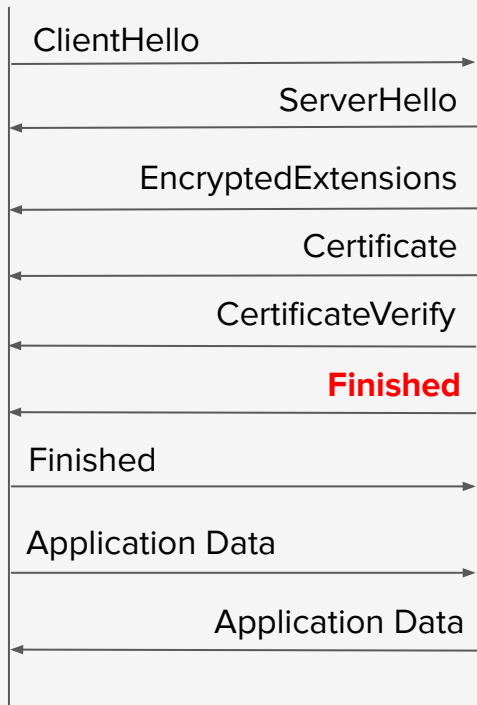 ClientHello
ServerHello
EncryptedExtensions
Certificate
CertificateVerify
Finished
Finished
Application Data
Application Data